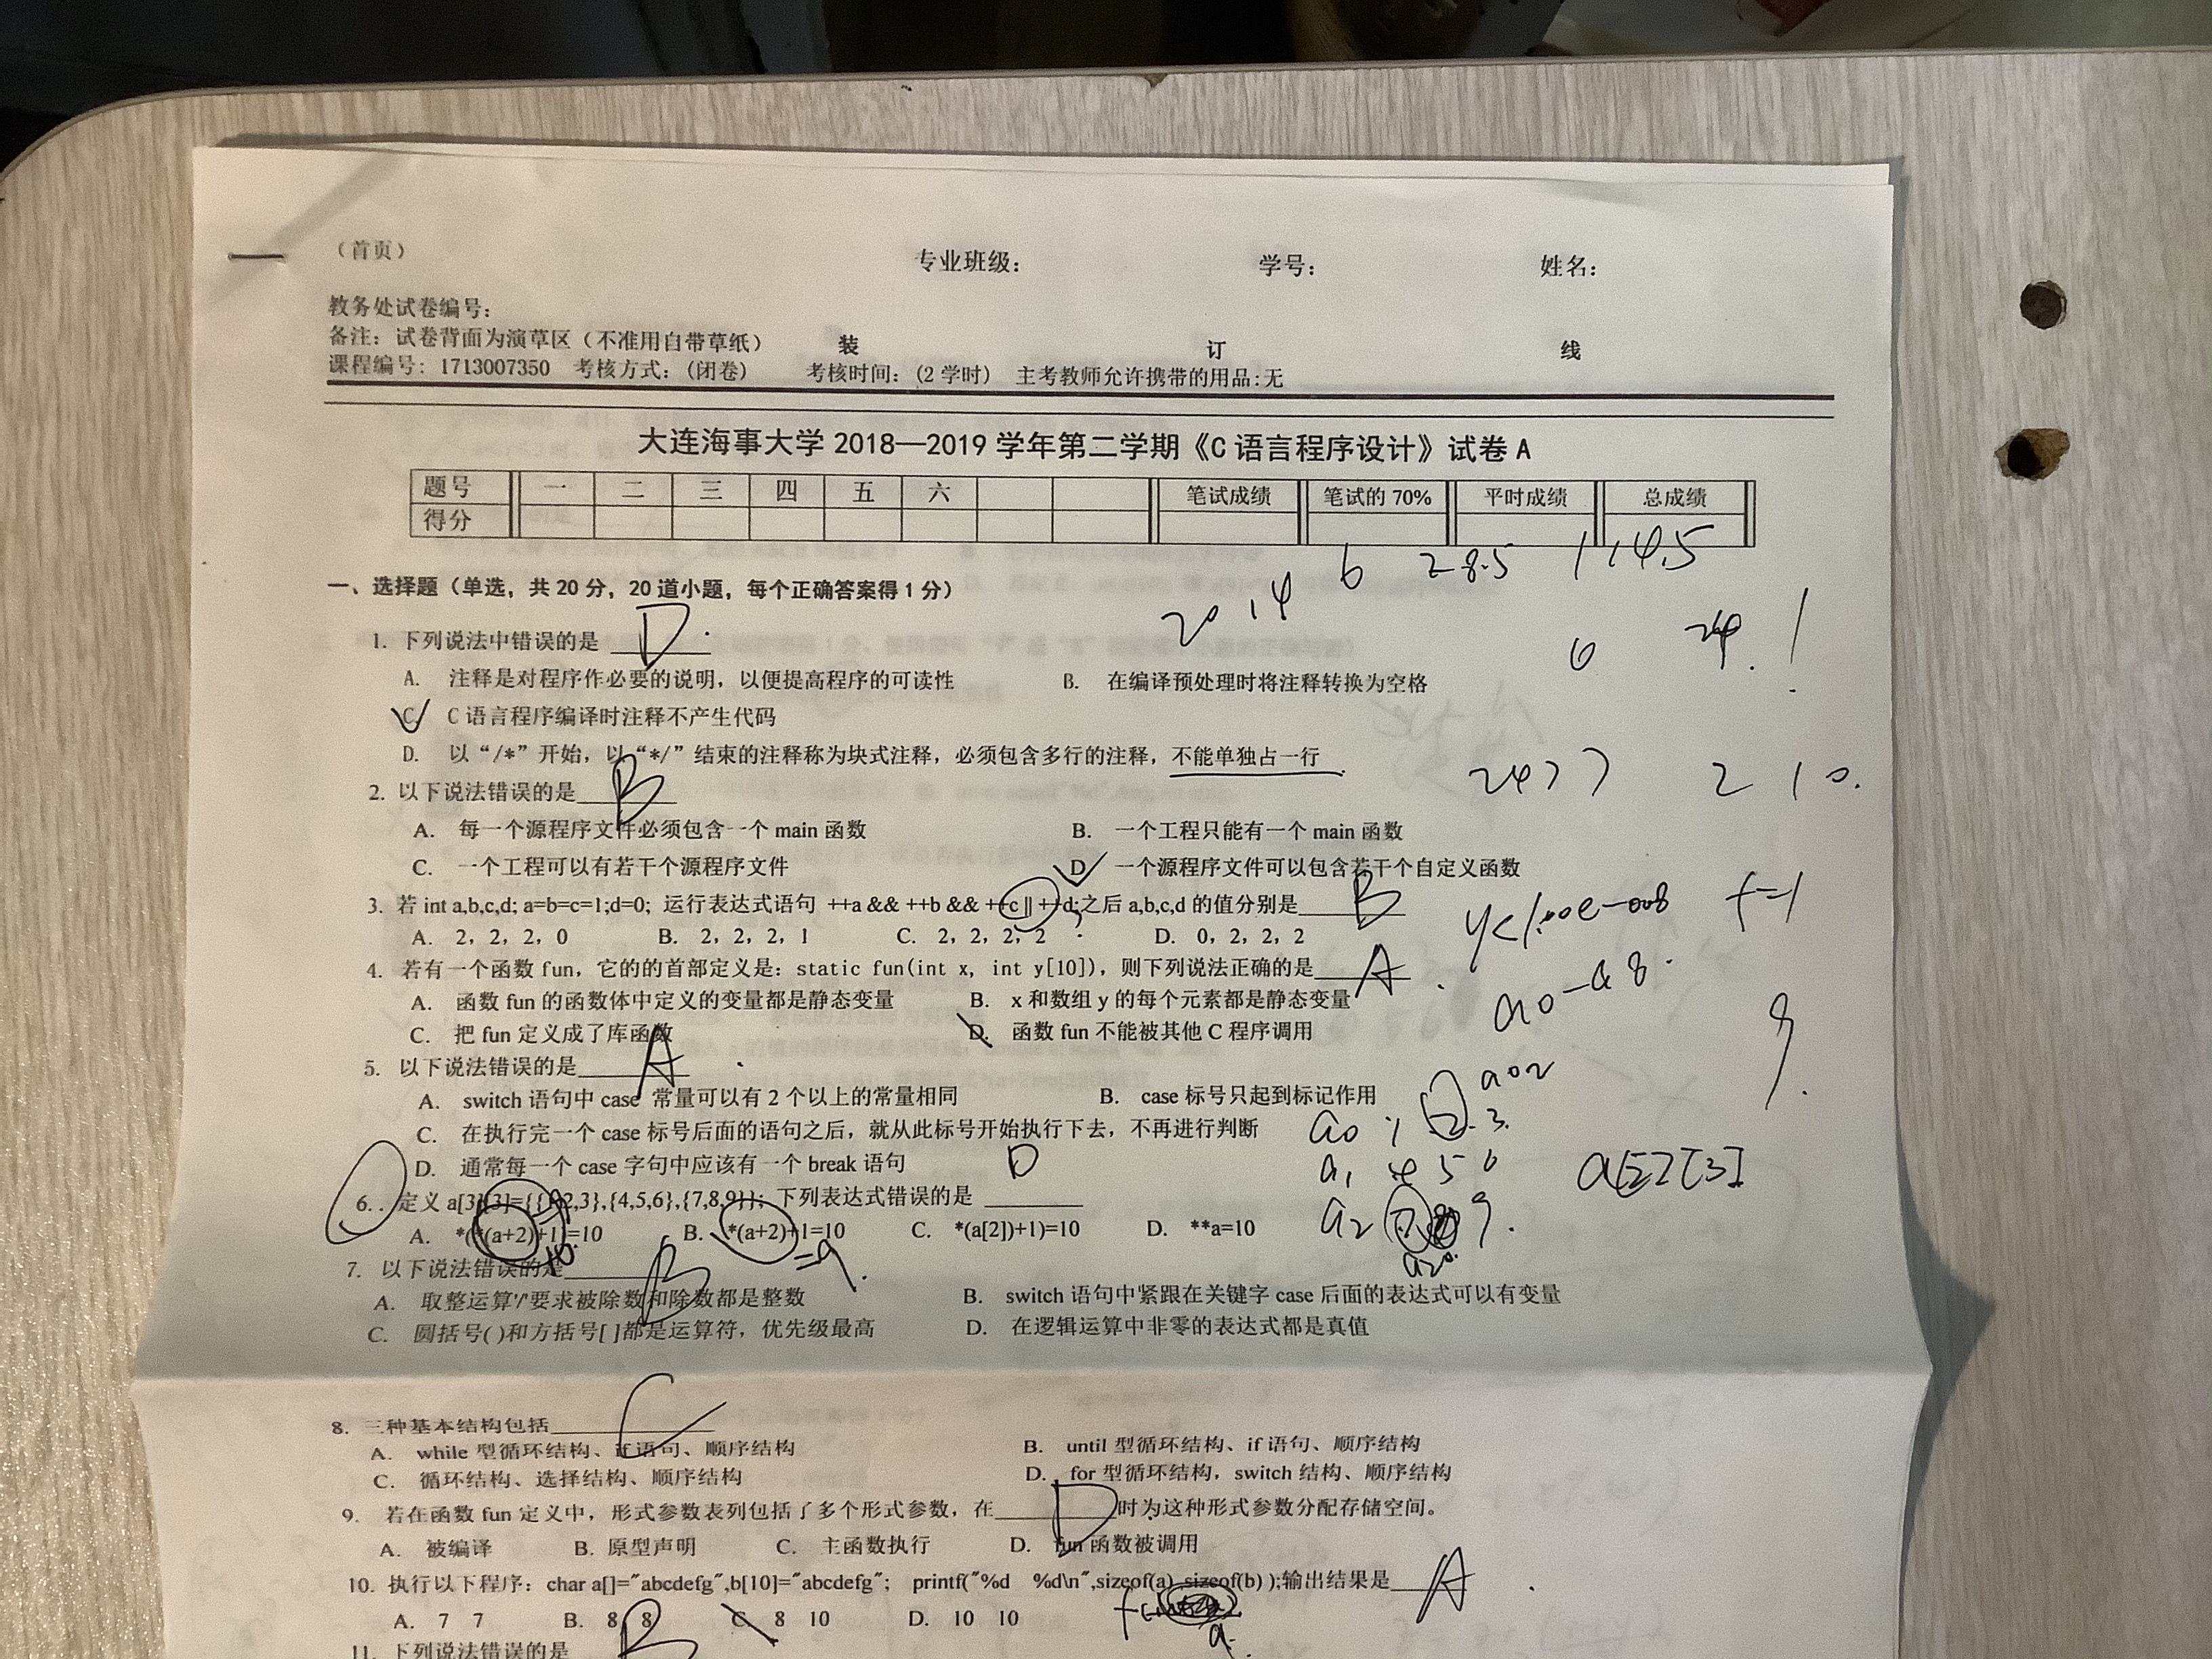 （首页）
专业班级： 学号： 姓名：
教务处试卷编号：
备注：试卷背面为演草区（不准用自带草纸） 装 订 线
课程编号：1713007350 考核方式：(闭卷) 考核时间：(2 学时) 主考教师允许携带的用品:无
大连海事大学 2018—2019 学年第二学期《C 语言程序设计》试卷 A
题号 一 二 三 四 五 六 笔试成绩 笔试的 70% 平时成绩 总成绩
得分
6 28.5 114.5
20 14
一、选择题（单选，共 20 分，20 道小题，每个正确答案得 1 分）
1. 下列说法中错误的是 D.
A. 注释是对程序作必要的说明，以便提高程序的可读性 B. 在编译预处理时将注释转换为空格
C. C 语言程序编译时注释不产生代码
D. 以“/*”开始，以“*/”结束的注释称为块式注释，必须包含多行的注释，不能单独占一行
2. 以下说法错误的是 B
A. 每一个源程序文件必须包含一个 main 函数 B. 一个工程只能有一个 main 函数
C. 一个工程可以有若干个源程序文件 D 一个源程序文件可以包含若干个自定义函数
3. 若 int a,b,c,d; a=b=c=1;d=0; 运行表达式语句 ++a && ++b && ++c || ++d;之后 a,b,c,d 的值分别是 B
A. 2，2，2，0 B. 2，2，2，1 C. 2，2，2，2 D. 0，2，2，2
4. 若有一个函数 fun，它的的首部定义是：static fun(int x, int y[10])，则下列说法正确的是 A
A. 函数 fun 的函数体中定义的变量都是静态变量 B. x 和数组 y 的每个元素都是静态变量
C. 把 fun 定义成了库函数 D. 函数 fun 不能被其他 C 程序调用
5. 以下说法错误的是 A
A. switch 语句中 case 常量可以有 2 个以上的常量相同 B. case 标号只起到标记作用
C. 在执行完一个 case 标号后面的语句之后，就从此标号开始执行下去，不再进行判断
D. 通常每一个 case 字句中应该有一个 break 语句
D
6. . 定义 a[3][3]={{1,2,3},{4,5,6},{7,8,9}}; 下列表达式错误的是
A. *(*(a+2)+1)=10 B. *(a+2)+1=10 C. *(a[2])+1)=10 D. **a=10
=9.
7. 以下说法错误的是 B
A. 取整运算'/'要求被除数和除数都是整数 B. switch 语句中紧跟在关键字 case 后面的表达式可以有变量
C. 圆括号( )和方括号[ ]都是运算符，优先级最高 D. 在逻辑运算中非零的表达式都是真值
8. 三种基本结构包括 C
A. while 型循环结构、if 语句、顺序结构 B. until 型循环结构、if 语句、顺序结构
C. 循环结构、选择结构、顺序结构 D. for 型循环结构，switch 结构、顺序结构
9. 若在函数 fun 定义中，形式参数表列包括了多个形式参数，在 D 时为这种形式参数分配存储空间。
A. 被编译 B. 原型声明 C. 主函数执行 D. fun 函数被调用
10. 执行以下程序：char a[]="abcdefg",b[10]="abcdefg"; printf("%d %d\n",sizeof(a),sizeof(b) );输出结果是 A
A. 7 7 B. 8 8 C. 8 10 D. 10 10
11. 下列说法错误的是 B